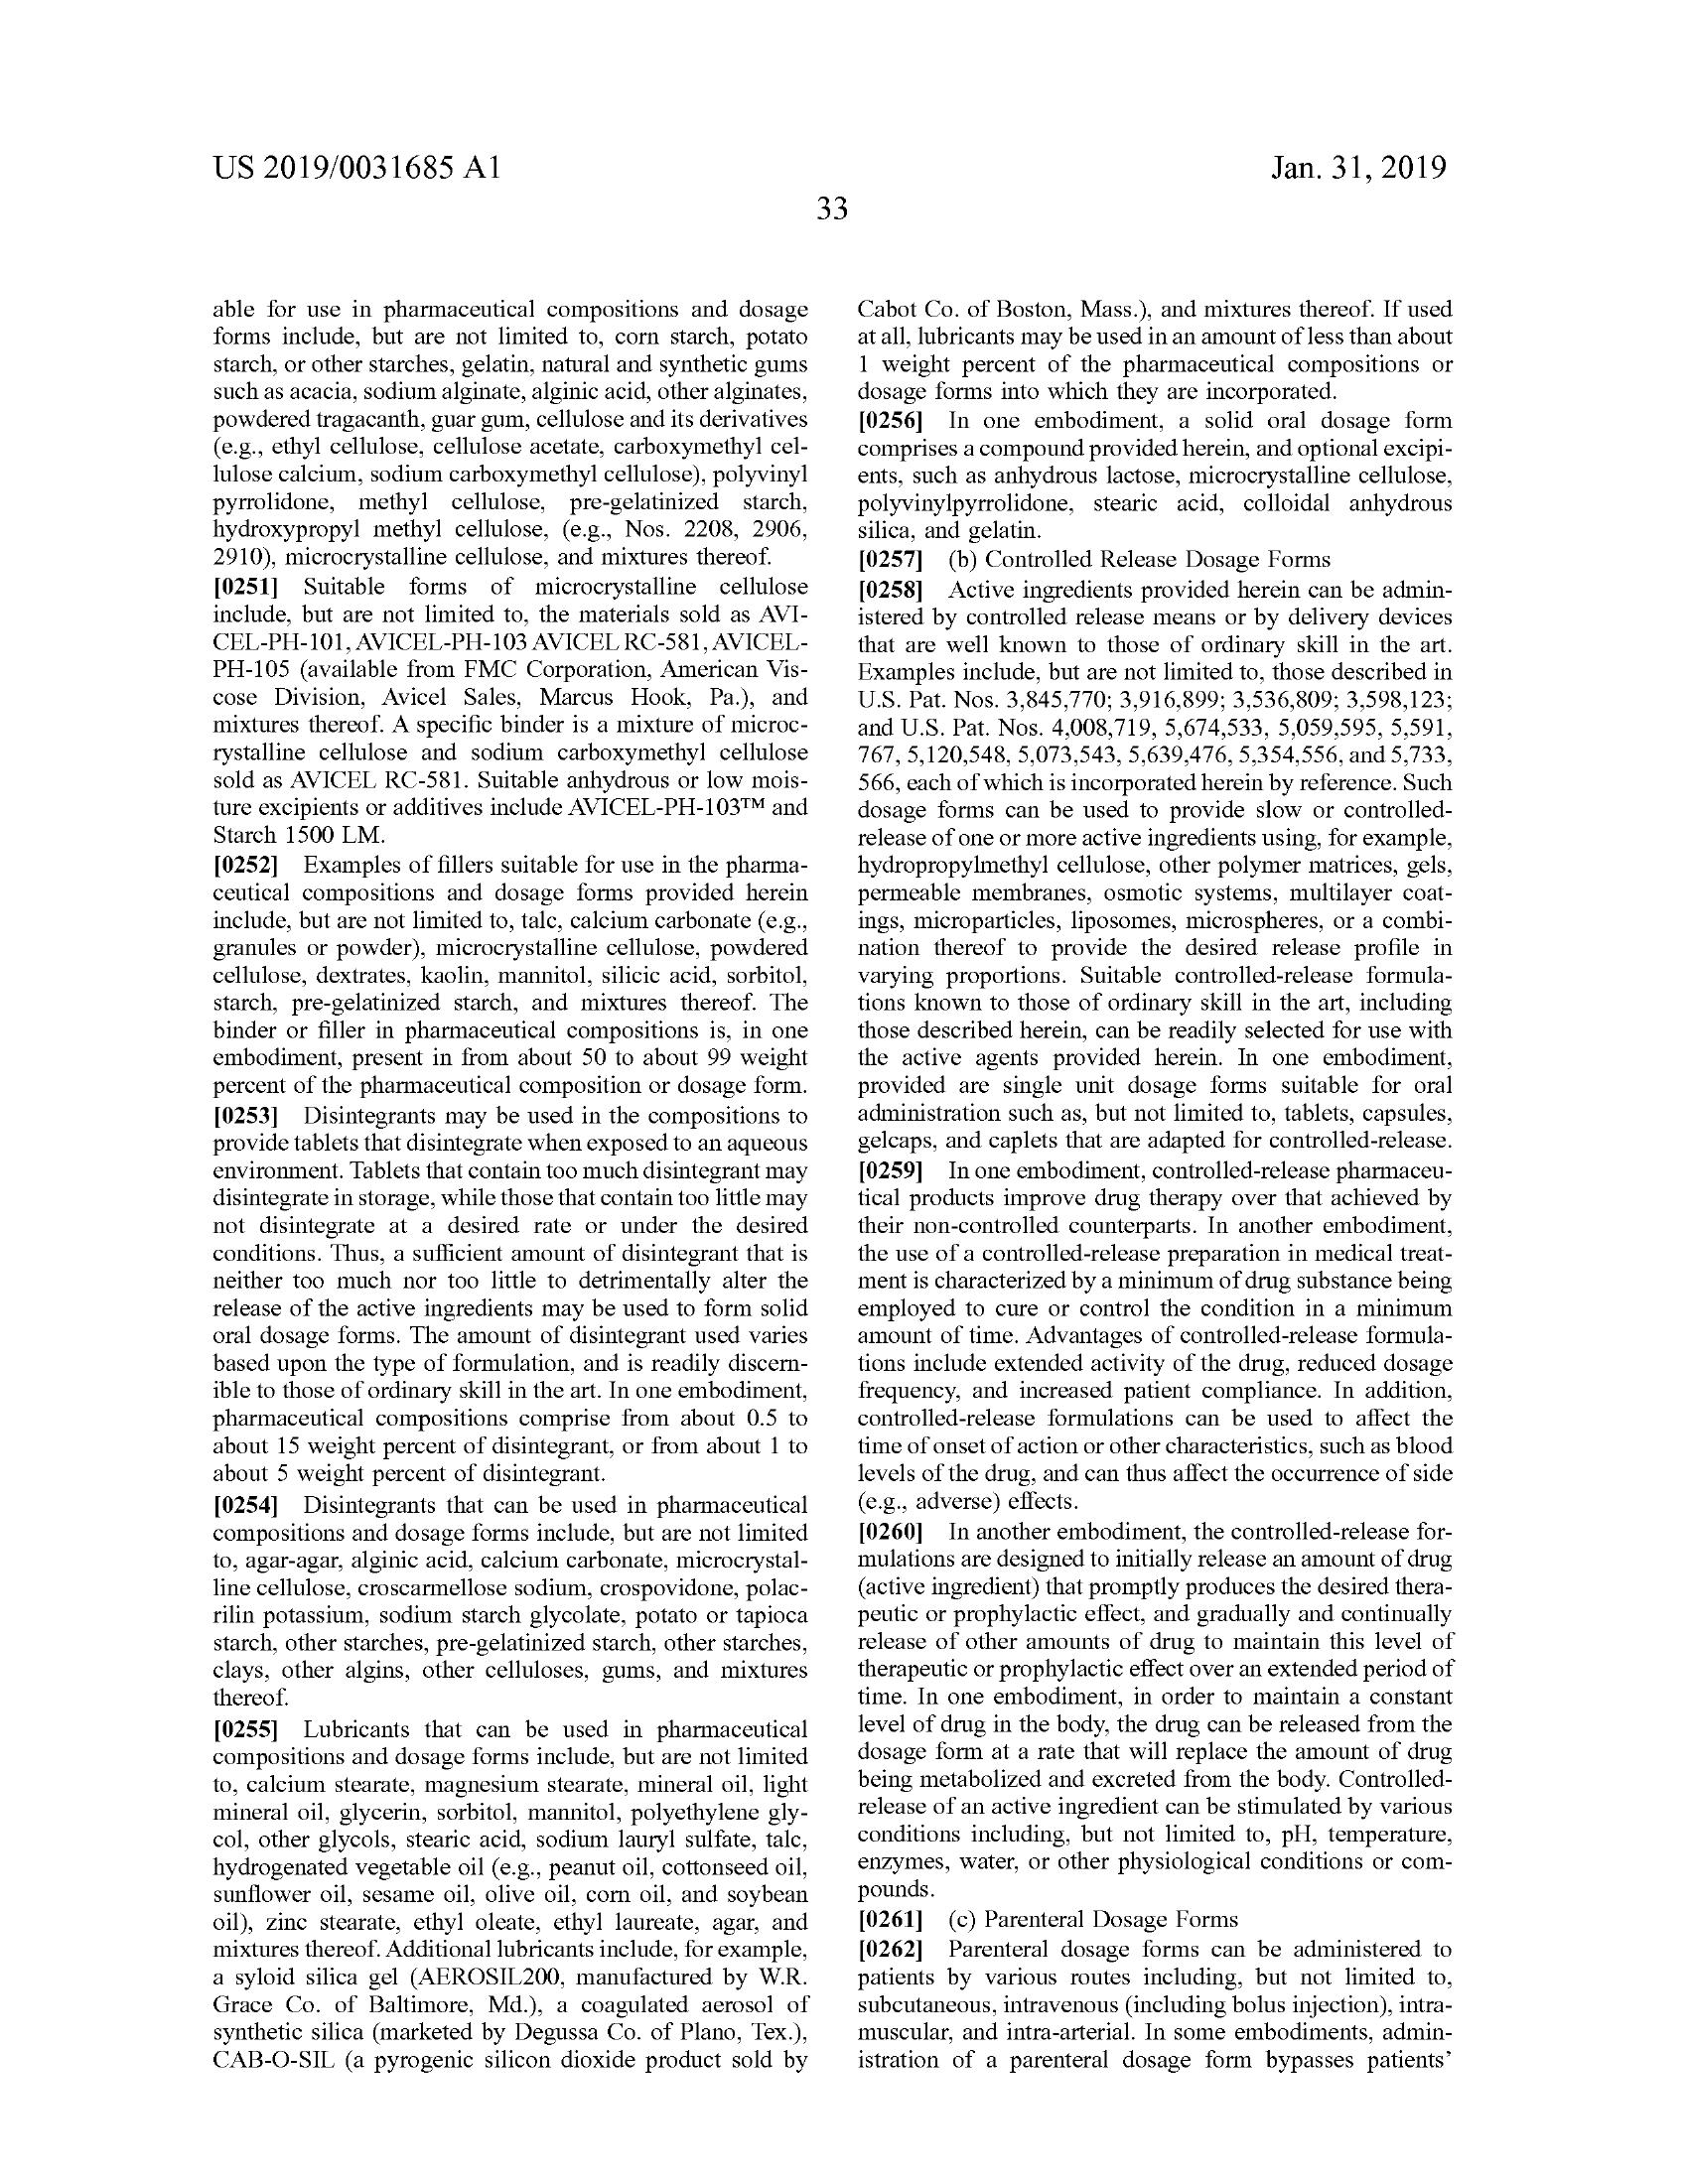 US 2019/0031685 A1
Jan. 31, 2019
33
able for use in pharmaceutical compositions and dosage
forms include, but are not limited to, corn starch, potato
starch, or other starches, gelatin, natural and synthetic gums
such as acacia, sodium alginate, alginic acid, other alginates,
powdered tragacanth, guar gum, cellulose and its derivatives
(e.g., ethyl cellulose, cellulose acetate, carboxymethyl cel-
lulose calcium, sodium carboxymethyl cellulose), polyvinyl
pyrrolidone, methyl cellulose, pre-gelatinized starch,
hydroxypropyl methyl cellulose, (e.g., Nos. 2208, 2906,
2910), microcrystalline cellulose, and mixtures thereof.
[0251] Suitable forms of microcrystalline cellulose
include, but are not limited to, the materials sold as AVI-
CEL-PH-101, AVICEL-PH-103 AVICEL RC-581, AVICEL-
PH-105 (available from FMC Corporation, American Vis-
cose Division, Avicel Sales, Marcus Hook, Pa.), and
mixtures thereof. A specific binder is a mixture of microc-
rystalline cellulose and sodium carboxymethyl cellulose
sold as AVICEL RC-581. Suitable anhydrous or low mois-
ture excipients or additives include AVICEL-PH-103™ and
Starch 1500 LM.
[0252] Examples of fillers suitable for use in the pharma-
ceutical compositions and dosage forms provided herein
include, but are not limited to, talc, calcium carbonate (e.g.,
granules or powder), microcrystalline cellulose, powdered
cellulose, dextrates, kaolin, mannitol, silicic acid, sorbitol,
starch, pre-gelatinized starch, and mixtures thereof. The
binder or filler in pharmaceutical compositions is, in one
embodiment, present in from about 50 to about 99 weight
percent of the pharmaceutical composition or dosage form.
[0253] Disintegrants may be used in the compositions to
provide tablets that disintegrate when exposed to an aqueous
environment. Tablets that contain too much disintegrant may
disintegrate in storage, while those that contain too little may
not disintegrate at a desired rate or under the desired
conditions. Thus, a sufficient amount of disintegrant that is
neither too much nor too little to detrimentally alter the
release of the active ingredients may be used to form solid
oral dosage forms. The amount of disintegrant used varies
based upon the type of formulation, and is readily discern-
ible to those of ordinary skill in the art. In one embodiment,
pharmaceutical compositions comprise from about 0.5 to
about 15 weight percent of disintegrant, or from about 1 to
about 5 weight percent of disintegrant.
[0254] Disintegrants that can be used in pharmaceutical
compositions and dosage forms include, but are not limited
to, agar-agar, alginic acid, calcium carbonate, microcrystal-
line cellulose, croscarmellose sodium, crospovidone, polac-
rilin potassium, sodium starch glycolate, potato or tapioca
starch, other starches, pre-gelatinized starch, other starches,
clays, other algins, other celluloses, gums, and mixtures
thereof.
[0255] Lubricants that can be used in pharmaceutical
compositions and dosage forms include, but are not limited
to, calcium stearate, magnesium stearate, mineral oil, light
mineral oil, glycerin, sorbitol, mannitol, polyethylene gly-
col, other glycols, stearic acid, sodium lauryl sulfate, talc,
hydrogenated vegetable oil (e.g., peanut oil, cottonseed oil,
sunflower oil, sesame oil, olive oil, corn oil, and soybean
oil), zinc stearate, ethyl oleate, ethyl laureate, agar, and
mixtures thereof. Additional lubricants include, for example,
a syloid silica gel (AEROSIL200, manufactured by W.R.
Grace Co. of Baltimore, Md.), a coagulated aerosol of
synthetic silica (marketed by Degussa Co. of Plano, Tex.),
CAB-O-SIL (a pyrogenic silicon dioxide product sold by
Cabot Co. of Boston, Mass.), and mixtures thereof. If used
at all, lubricants may be used in an amount of less than about
1 weight percent of the pharmaceutical compositions or
dosage forms into which they are incorporated.
[0256] In one embodiment, a solid oral dosage form
comprises a compound provided herein, and optional excipi-
ents, such as anhydrous lactose, microcrystalline cellulose,
polyvinylpyrrolidone, stearic acid, colloidal anhydrous
silica, and gelatin.
[0257] (b) Controlled Release Dosage Forms
[0258] Active ingredients provided herein can be admin-
istered by controlled release means or by delivery devices
that are well known to those of ordinary skill in the art.
Examples include, but are not limited to, those described in
U.S. Pat. Nos. 3,845,770; 3,916,899; 3,536,809; 3,598,123;
and U.S. Pat. Nos. 4,008,719, 5,674,533, 5,059,595, 5,591,
767, 5,120,548, 5,073,543, 5,639,476, 5,354,556, and 5,733,
566, each of which is incorporated herein by reference. Such
dosage forms can be used to provide slow or controlled-
release of one or more active ingredients using, for example,
hydropropylmethyl cellulose, other polymer matrices, gels,
permeable membranes, osmotic systems, multilayer coat-
ings, microparticles, liposomes, microspheres, or a combi-
nation thereof to provide the desired release profile in
varying proportions. Suitable controlled-release formula-
tions known to those of ordinary skill in the art, including
those described herein, can be readily selected for use with
the active agents provided herein. In one embodiment,
provided are single unit dosage forms suitable for oral
administration such as, but not limited to, tablets, capsules,
gelcaps, and caplets that are adapted for controlled-release.
[0259] In one embodiment, controlled-release pharmaceu-
tical products improve drug therapy over that achieved by
their non-controlled counterparts. In another embodiment,
the use of a controlled-release preparation in medical treat-
ment is characterized by a minimum of drug substance being
employed to cure or control the condition in a minimum
amount of time. Advantages of controlled-release formula-
tions include extended activity of the drug, reduced dosage
frequency, and increased patient compliance. In addition,
controlled-release formulations can be used to affect the
time of onset of action or other characteristics, such as blood
levels of the drug, and can thus affect the occurrence of side
(e.g., adverse) effects.
[0260] In another embodiment, the controlled-release for-
mulations are designed to initially release an amount of drug
(active ingredient) that promptly produces the desired thera-
peutic or prophylactic effect, and gradually and continually
release of other amounts of drug to maintain this level of
therapeutic or prophylactic effect over an extended period of
time. In one embodiment, in order to maintain a constant
level of drug in the body, the drug can be released from the
dosage form at a rate that will replace the amount of drug
being metabolized and excreted from the body. Controlled-
release of an active ingredient can be stimulated by various
conditions including, but not limited to, pH, temperature,
enzymes, water, or other physiological conditions or com-
pounds.
[0261] (c) Parenteral Dosage Forms
[0262] Parenteral dosage forms can be administered to
patients by various routes including, but not limited to,
subcutaneous, intravenous (including bolus injection), intra-
muscular, and intra-arterial. In some embodiments, admin-
istration of a parenteral dosage form bypasses patients’